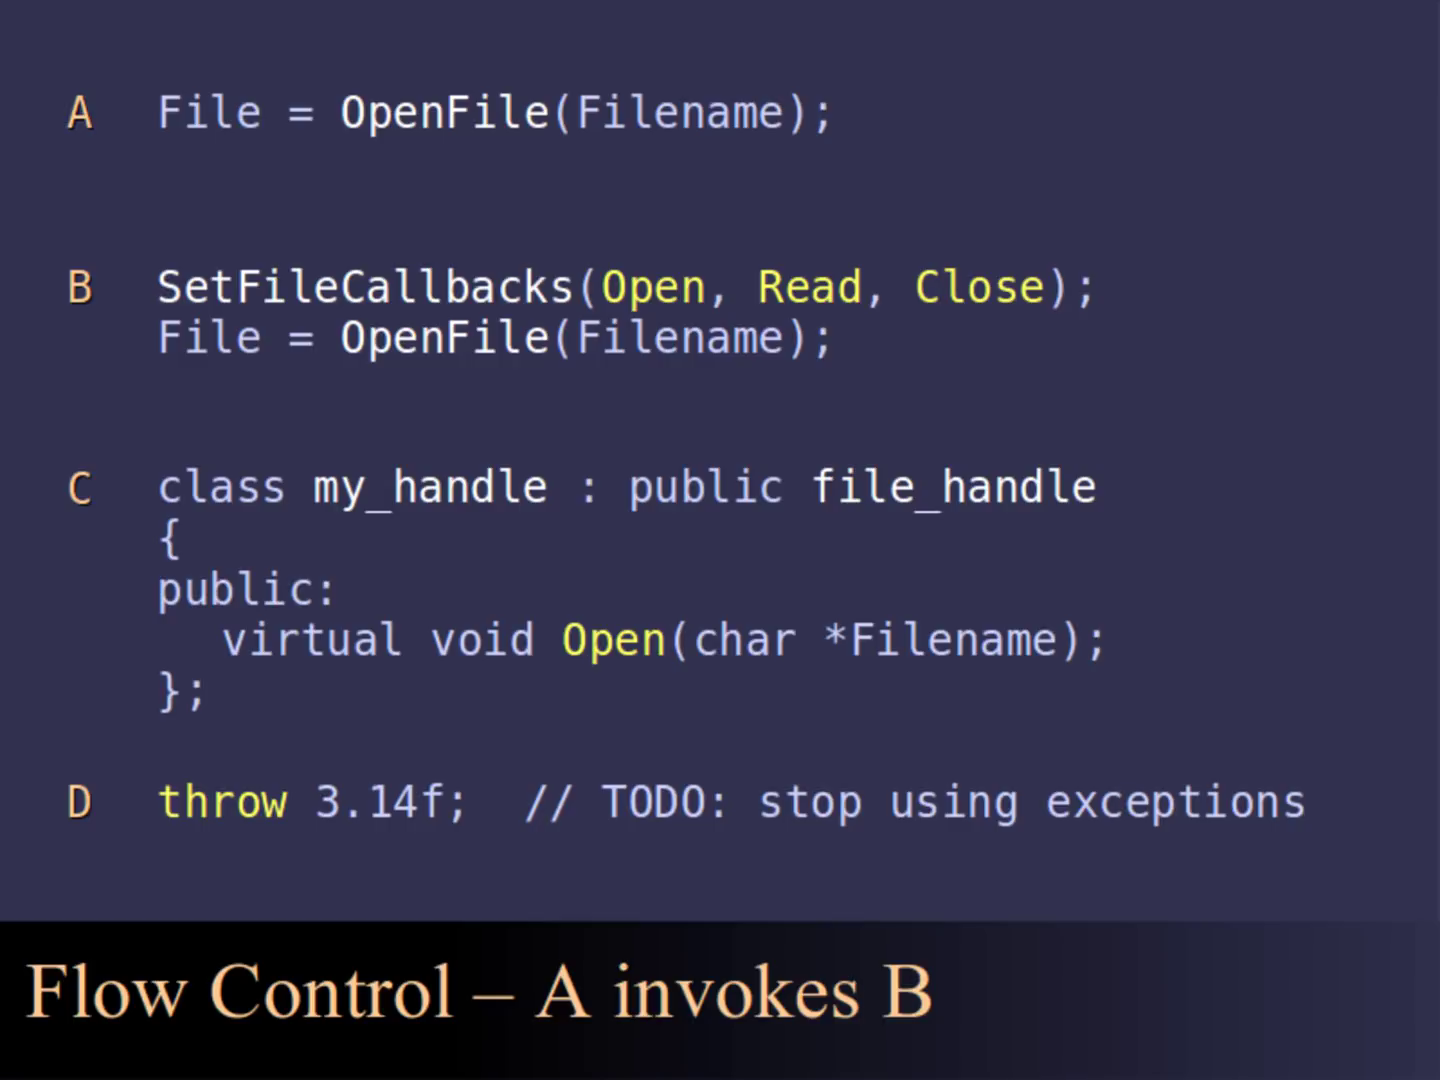 A File = OpenFile(Filename);
B SetFileCallbacks(Open, Read, Close);
File = OpenFile(Filename);
C class my_handle : public file_handle
{
public:
virtual void Open(char *Filename);
};
D throw 3.14f; // TODO: stop using exceptions
Flow Control – A invokes B